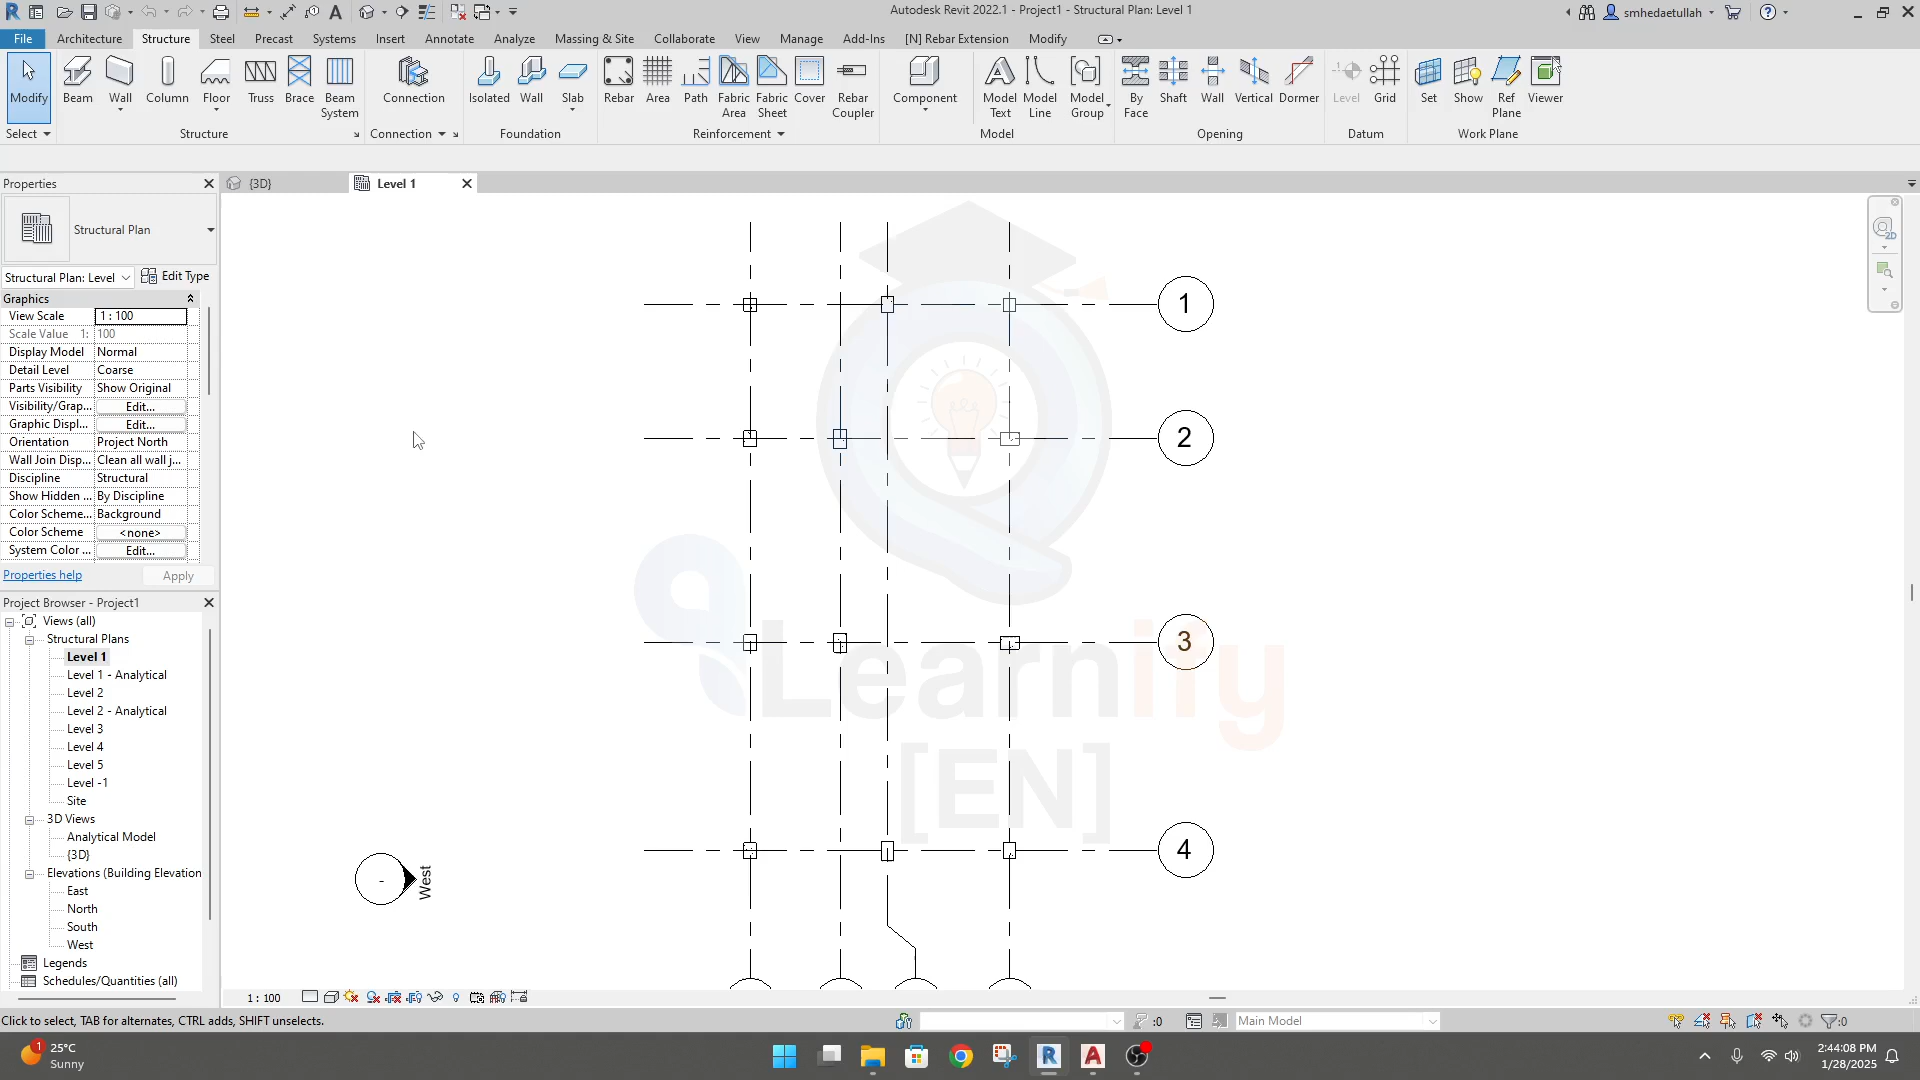 Autodesk Revit 2022.1 - Project1 - Structural Plan: Level 1
smhedaetullah
File Architecture Structure Steel Precast Systems Insert Annotate Analyze Massing & Site Collaborate View Manage Add-Ins [N] Rebar Extension Modify
Modify Beam Wall Column Floor Truss Brace Beam System Connection Isolated Wall Slab Rebar Area Path Fabric Area Fabric Sheet Cover Rebar Coupler Component Model Text Model Line Model Group By Face Shaft Wall Vertical Dormer Level Grid Set Show Ref Plane Viewer
Select Structure Connection Foundation Reinforcement Model Opening Datum Work Plane
Properties
{3D}
Level 1
Structural Plan
Structural Plan: Level
Edit Type
Graphics
View Scale 1 : 100
Scale Value 1: 100
Display Model Normal
Detail Level Coarse
Parts Visibility Show Original
Visibility/Grap... Edit...
Graphic Displ... Edit...
Orientation Project North
Wall Join Disp... Clean all wall j...
Discipline Structural
Show Hidden ... By Discipline
Color Scheme... Background
Color Scheme <none>
System Color ... Edit...
Properties help Apply
Project Browser - Project1
Views (all)
Structural Plans
Level 1
Level 1 - Analytical
Level 2
Level 2 - Analytical
Level 3
Level 4
Level 5
Level -1
Site
3D Views
Analytical Model
{3D}
Elevations (Building Elevation
East
North
South
West
Legends
Schedules/Quantities (all)
1
2
3
4
2D
Learnify
[EN]
- West
1 : 100
Click to select, TAB for alternates, CTRL adds, SHIFT unselects.
:0
Main Model
:0
1
25°C
Sunny
2:44:08 PM
1/28/2025